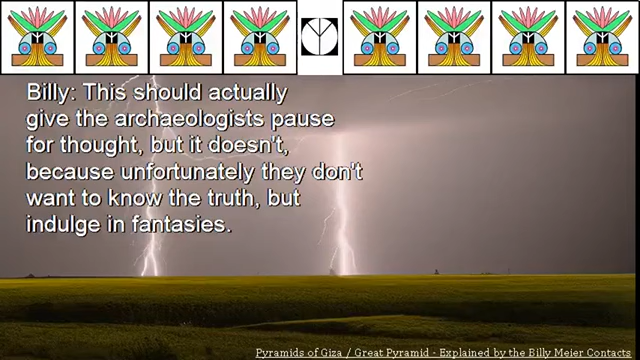 Billy: This should actually
give the archaeologists pause
for thought, but it doesn't,
because unfortunately they don't
want to know the truth, but
indulge in fantasies.
Pyramids of Giza / Great Pyramid - Explained by the Billy Meier Contacts